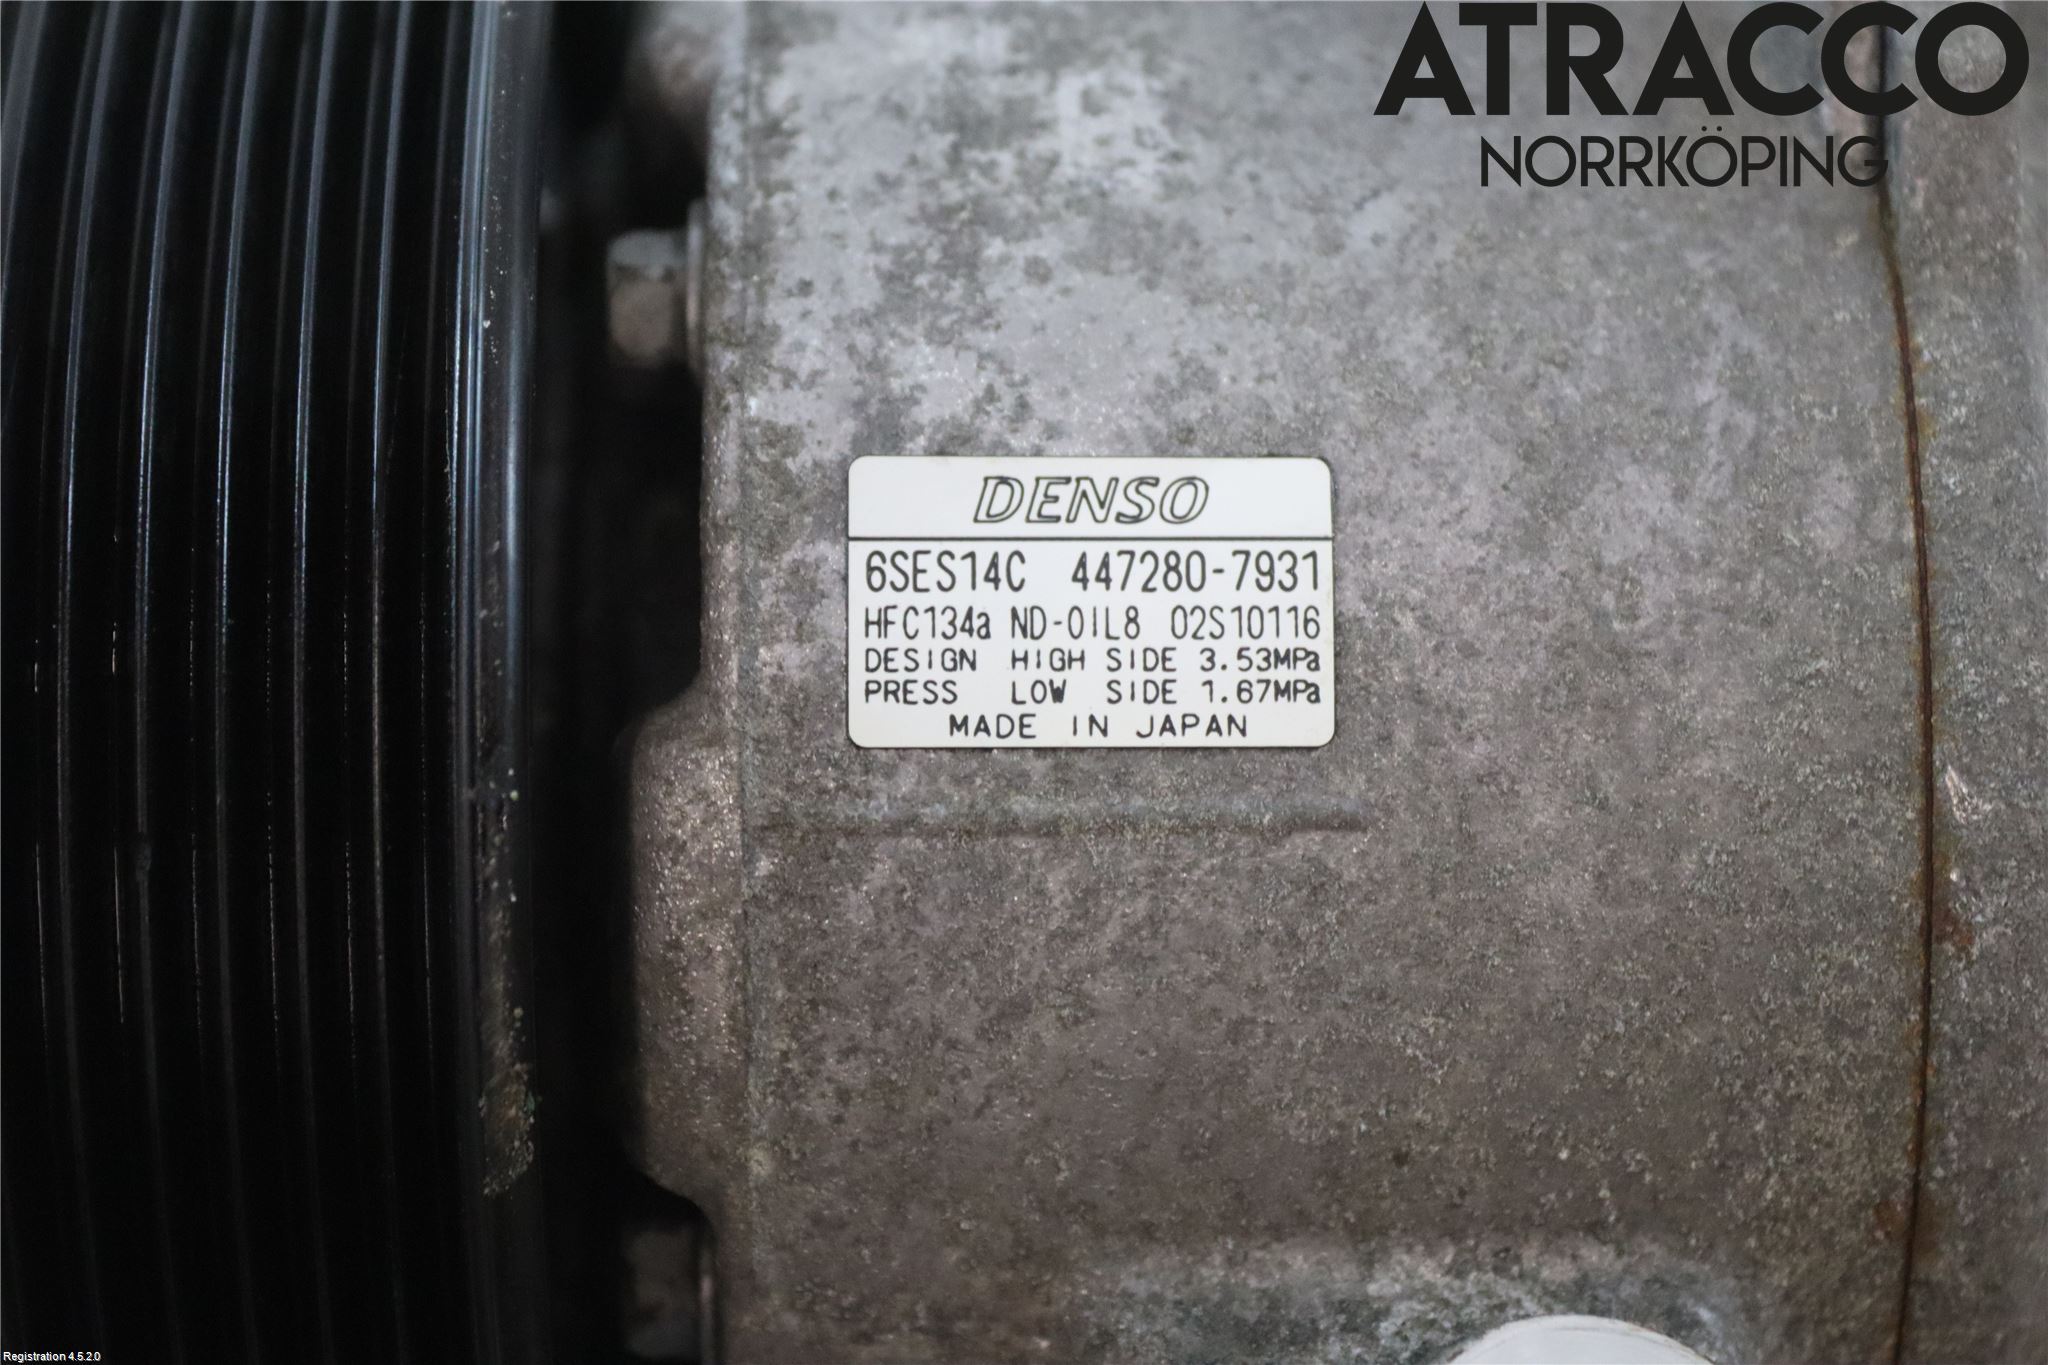 ATRACCO
NORRKÖPING
DENSO
6SES14C 447280-7931
HFC134a ND-OIL8 02S10116
DESIGN HIGH SIDE 3.53MPa
PRESS LOW SIDE 1.67MPa
MADE IN JAPAN
Registration 4.5.2.0